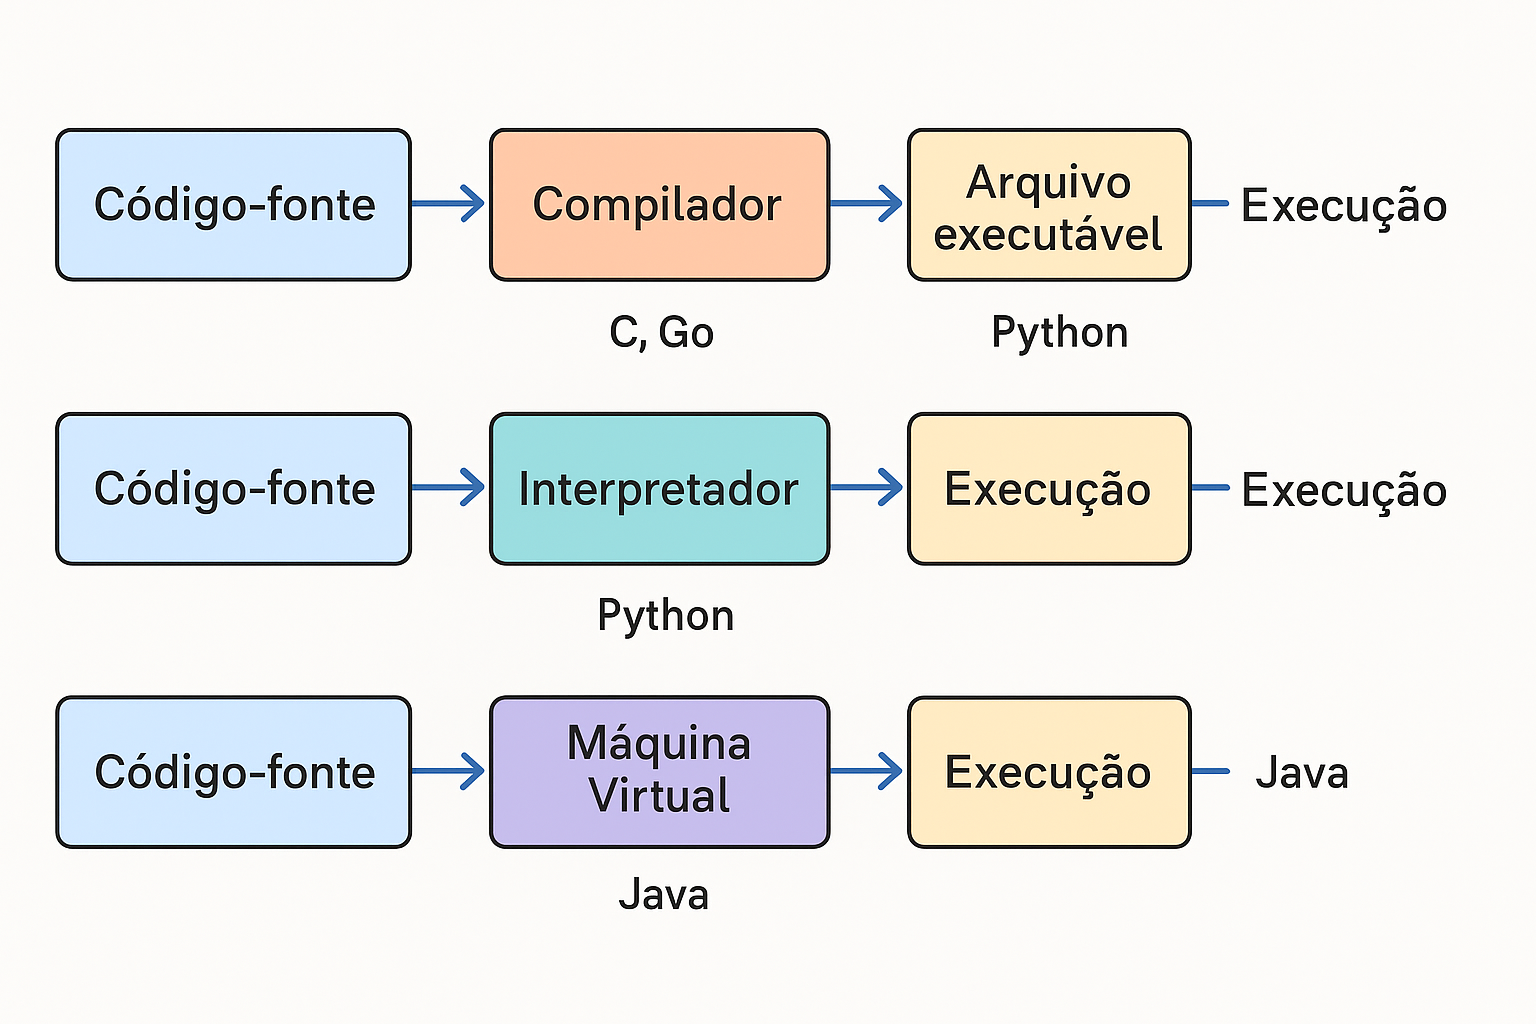 Código-fonte
Compilador
Arquivo
executável
Execução
C, Go
Python
Código-fonte
Interpretador
Execução
Execução
Python
Código-fonte
Máquina
Virtual
Execução
Java
Java